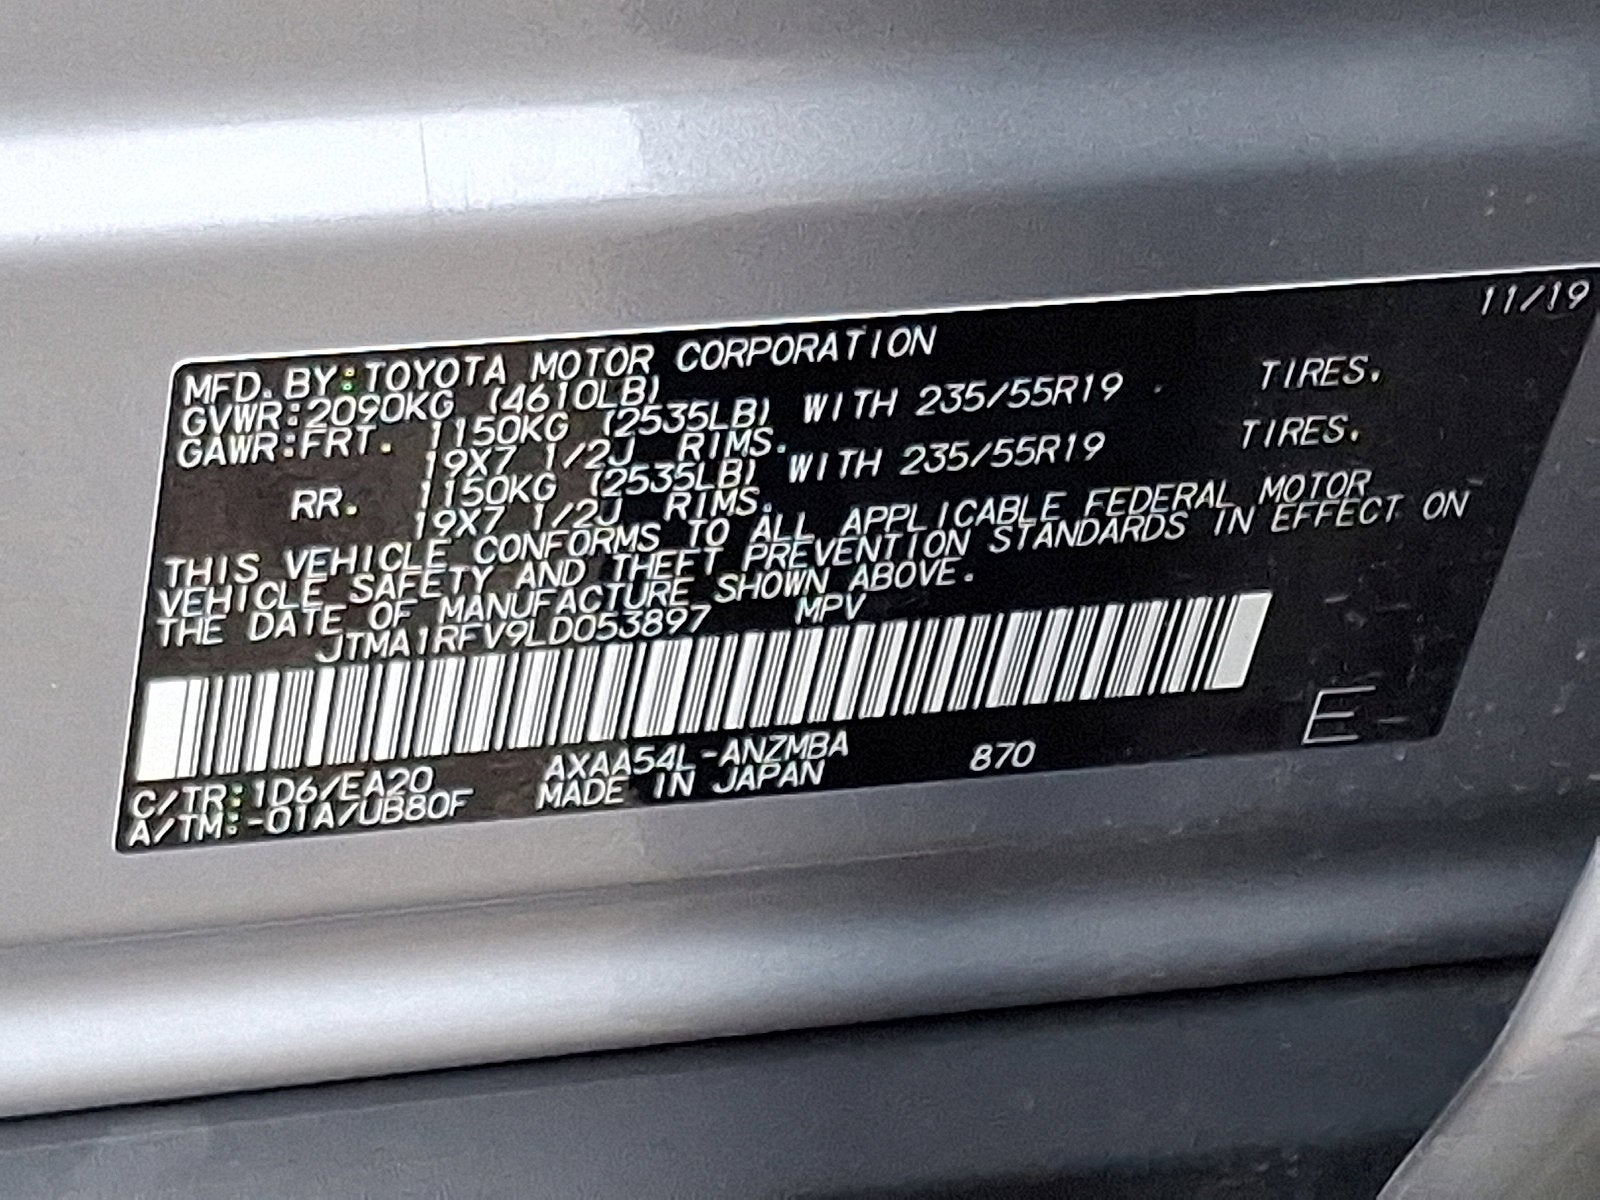 11/19
MFD. BY:TOYOTA MOTOR CORPORATION
GVWR:2090KG (4610LB)
GAWR:FRT. 1150KG (2535LB) WITH 235/55R19 TIRES.
19X7 1/2J RIMS.
RR. 1150KG (2535LB) WITH 235/55R19 TIRES.
19X7 1/2J RIMS.
THIS VEHICLE CONFORMS TO ALL APPLICABLE FEDERAL MOTOR
VEHICLE SAFETY AND THEFT PREVENTION STANDARDS IN EFFECT ON
THE DATE OF MANUFACTURE SHOWN ABOVE.
JTMA1RFV9LD053897 MPV
C/TR:1D6/EA20 AXAA54L-ANZMBA 870 E
A/TM:-01A/UB80F MADE IN JAPAN